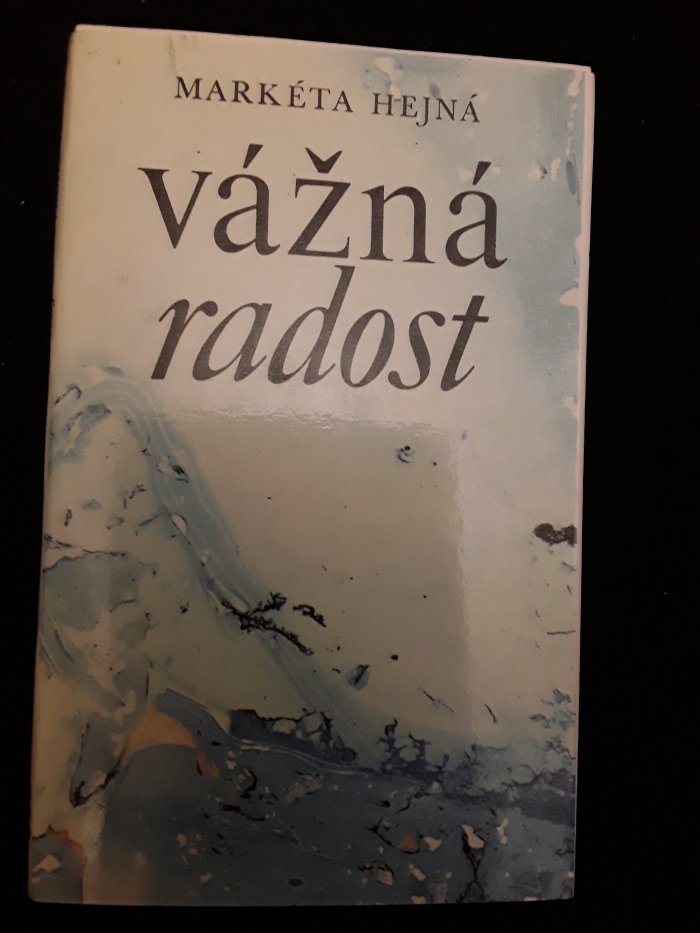 MARKÉTA HEJNÁ
vážná
radost